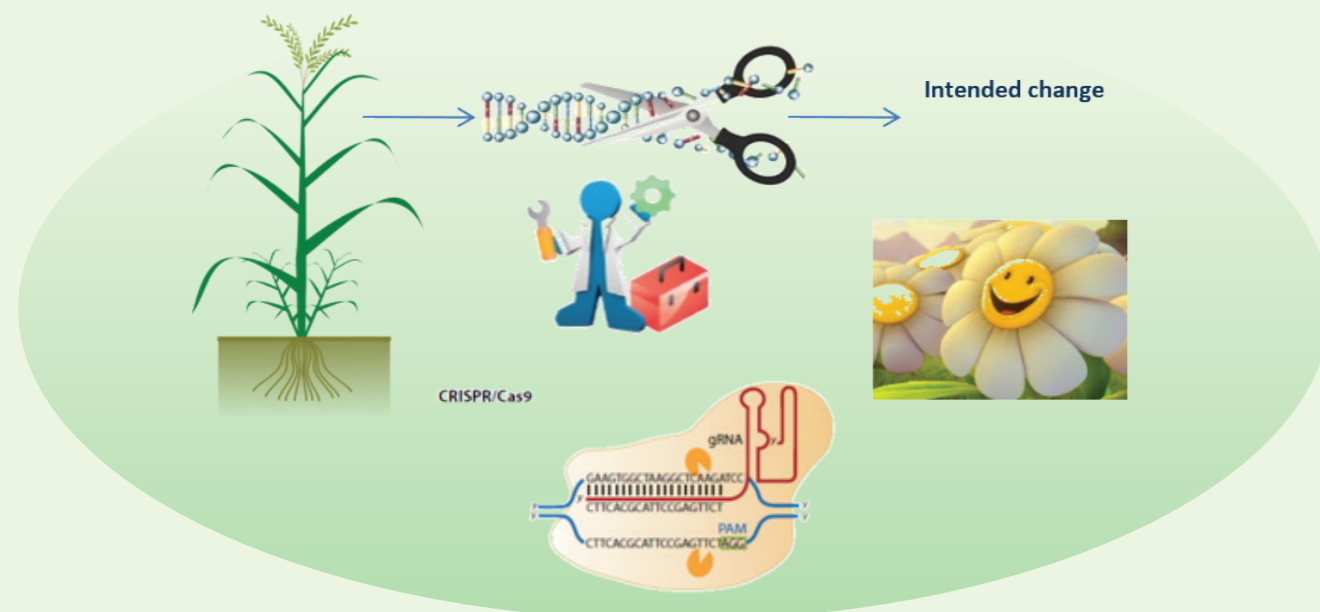 Intended change
CRISPR/Cas9
gRNA
GAAGTGGCTAAGGCTCAAGATCC
CTTCACGCATTCCGAGTTCT
PAM
CTTCACGCATTCCGAGTTCTAGG